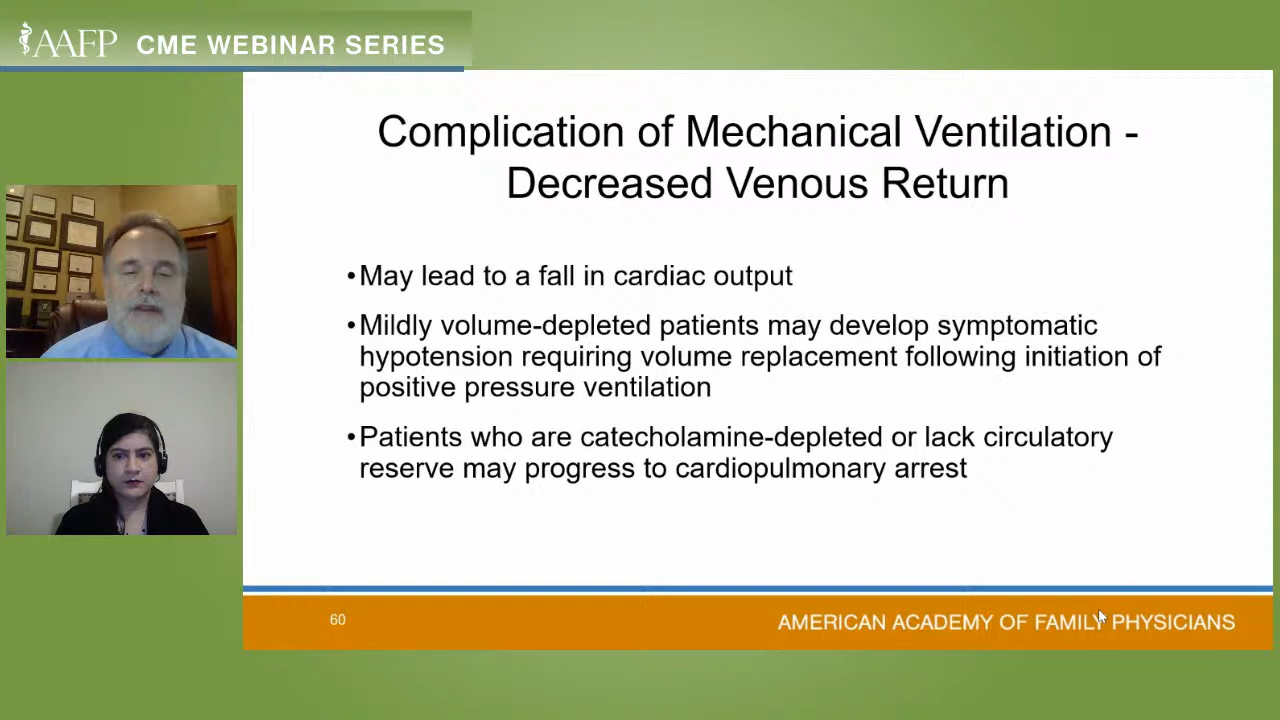 AAFP CME WEBINAR SERIES
Complication of Mechanical Ventilation -
Decreased Venous Return
•May lead to a fall in cardiac output
•Mildly volume-depleted patients may develop symptomatic
hypotension requiring volume replacement following initiation of
positive pressure ventilation
•Patients who are catecholamine-depleted or lack circulatory
reserve may progress to cardiopulmonary arrest
60
AMERICAN ACADEMY OF FAMILY PHYSICIANS